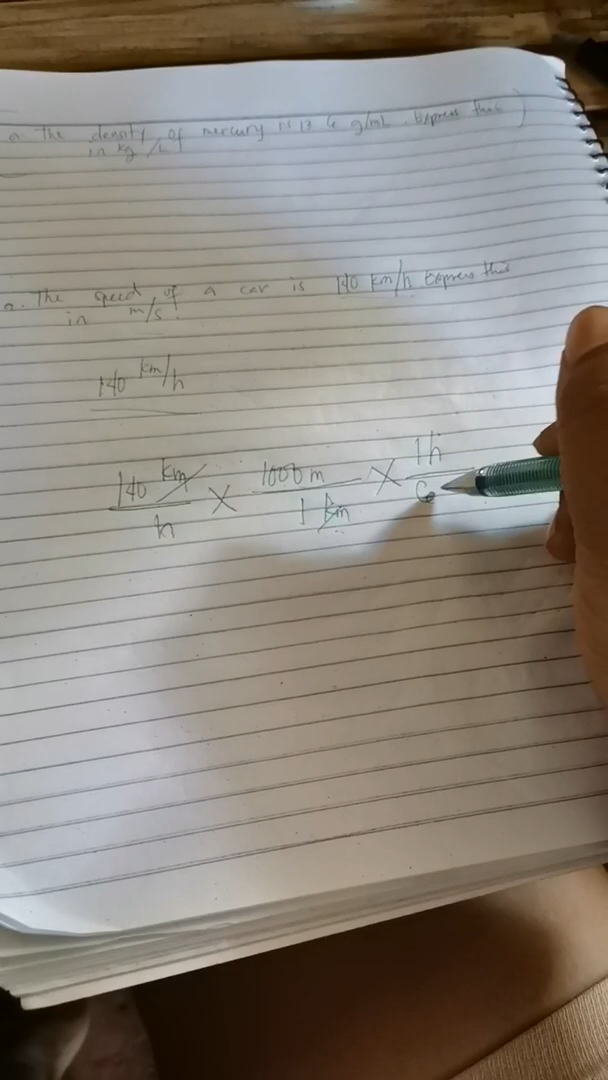 a. The density of mercury is 13.6 g/mL. Express this
in kg/L
a. The speed of a car is 140 km/h Express this
in m/s.
140 km/h
140 km 1000 m 1h
X X
h 1 km 6